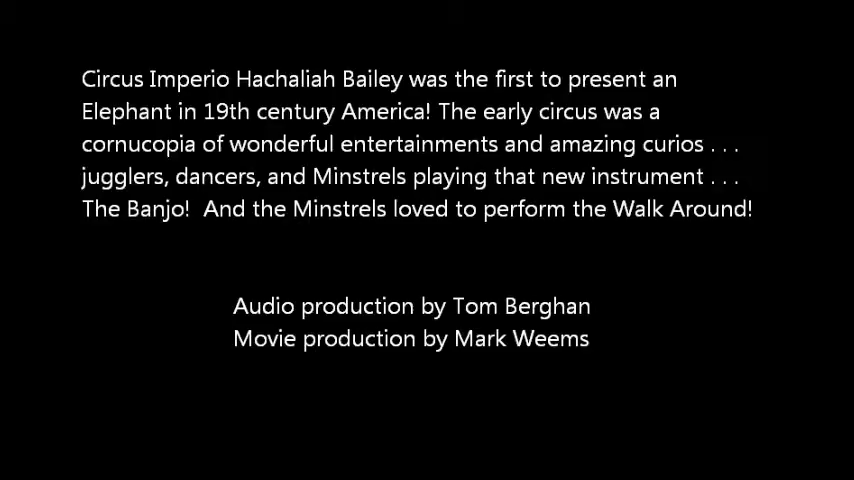 Circus Imperio Hachaliah Bailey was the first to present an
Elephant in 19th century America! The early circus was a
cornucopia of wonderful entertainments and amazing curios . . .
jugglers, dancers, and Minstrels playing that new instrument . . .
The Banjo!  And the Minstrels loved to perform the Walk Around!
Audio production by Tom Berghan
Movie production by Mark Weems